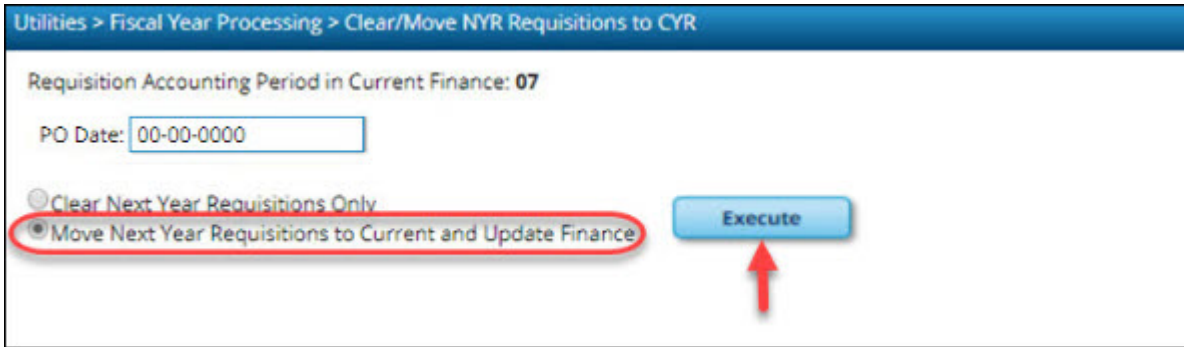 Utilities > Fiscal Year Processing > Clear/Move NYR Requisitions to CYR
Requisition Accounting Period in Current Finance: 07
PO Date: 00-00-0000
Clear Next Year Requisitions Only
Move Next Year Requisitions to Current and Update Finance
Execute